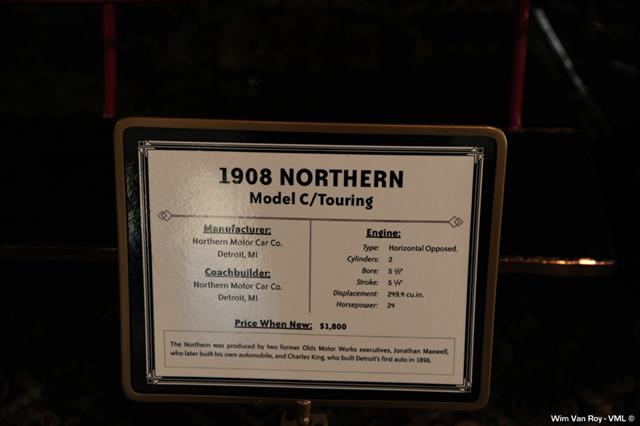 1908 NORTHERN
Model C/Touring
Manufacturer:
Northern Motor Car Co.
Detroit, MI
Coachbuilder:
Northern Motor Car Co.
Detroit, MI
Engine:
Type: Horizontal Opposed.
Cylinders: 2
Bore: 5 ½"
Stroke: 5 ¼"
Displacement: 249.4 cu.in.
Horsepower: 24
Price When New: $1,800
The Northern was produced by two former Olds Motor Works executives, Jonathan Maxwell,
who later built his own automobile, and Charles King, who built Detroit's first auto in 1896.
Wim Van Roy - VML ©